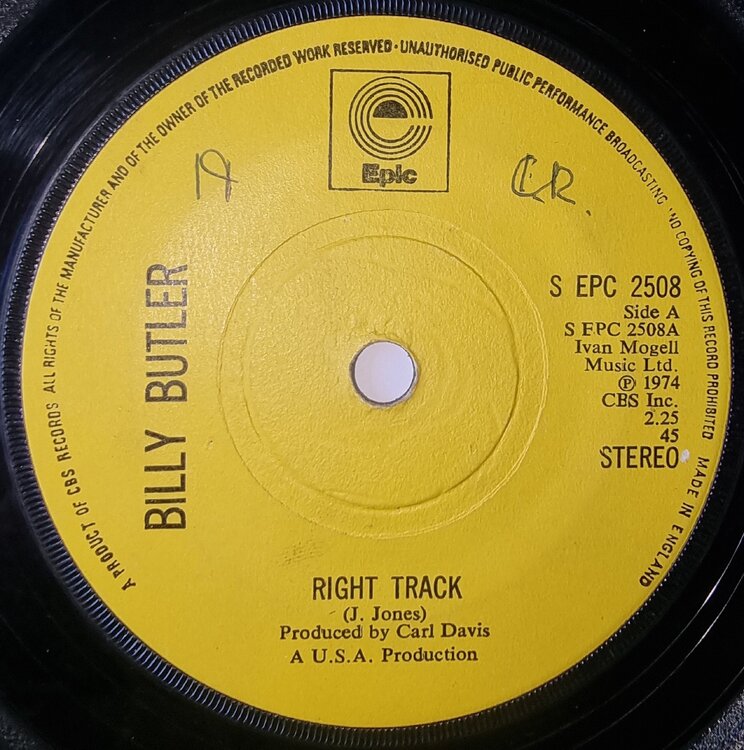 A PRODUCT OF CBS RECORDS ALL RIGHTS OF THE MANUFACTURER AND OF THE OWNER OF THE RECORDED WORK RESERVED · UNAUTHORISED PUBLIC PERFORMANCE BROADCASTING AND COPYING OF THIS RECORD PROHIBITED MADE IN ENGLAND
Epic
BILLY BUTLER
S EPC 2508
Side A
S EPC 2508A
Ivan Mogell
Music Ltd.
℗ 1974
CBS Inc.
2.25
45
STEREO
RIGHT TRACK
(J. Jones)
Produced by Carl Davis
A U.S.A. Production